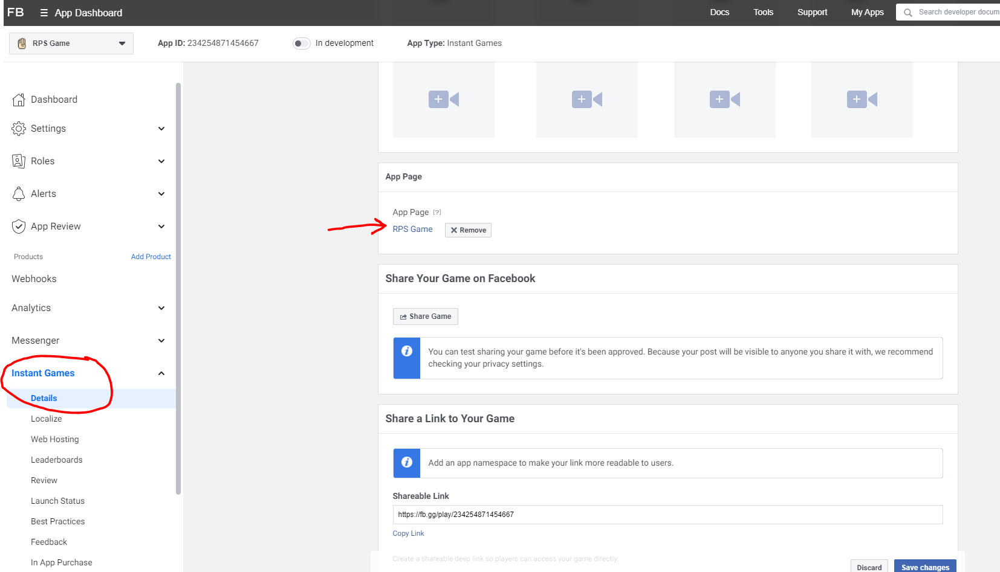 FB ☰ App Dashboard Docs Tools Support My Apps Search developer docum
RPS Game App ID: 234254871454667 In development App Type: Instant Games
Dashboard
Settings
Roles
Alerts
App Review
Products Add Product
Webhooks
Analytics
Messenger
Instant Games
Details
Localize
Web Hosting
Leaderboards
Review
Launch Status
Best Practices
Feedback
In App Purchase
App Page
App Page [?]
RPS Game Remove
Share Your Game on Facebook
Share Game
You can test sharing your game before it's been approved. Because your post will be visible to anyone you share it with, we recommend
checking your privacy settings.
Share a Link to Your Game
Add an app namespace to make your link more readable to users.
Shareable Link
https://fb.gg/play/234254871454667
Copy Link
Create a shareable deep link so players can access your game directly.
Discard Save changes